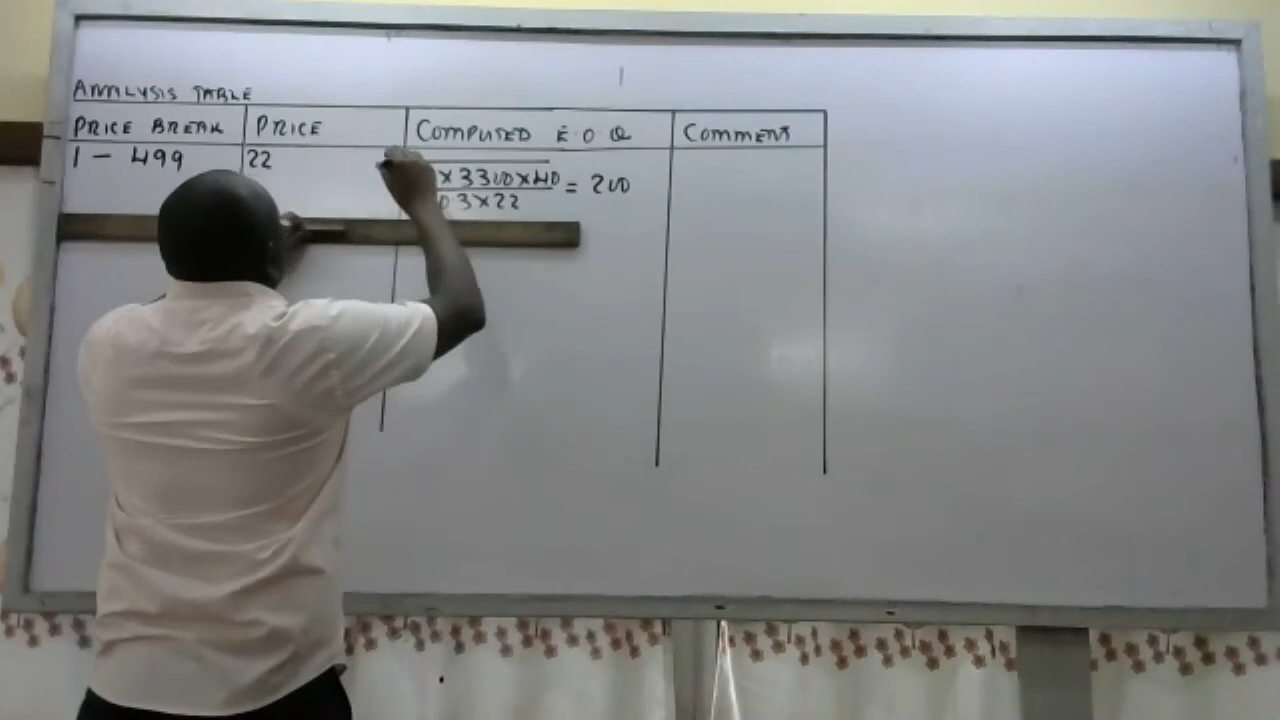 ANALYSIS TABLE
PRICE BREAK PRICE COMPUTED E.O.Q COMMENT
1 - 499 22
× 3300 × 40
0.3 × 22
= 200